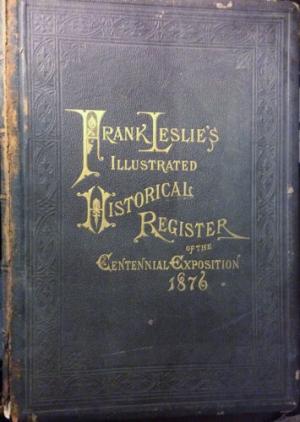 FRANK LESLIE'S
ILLUSTRATED
HISTORICAL
REGISTER
OF THE
CENTENNIAL EXPOSITION
1876